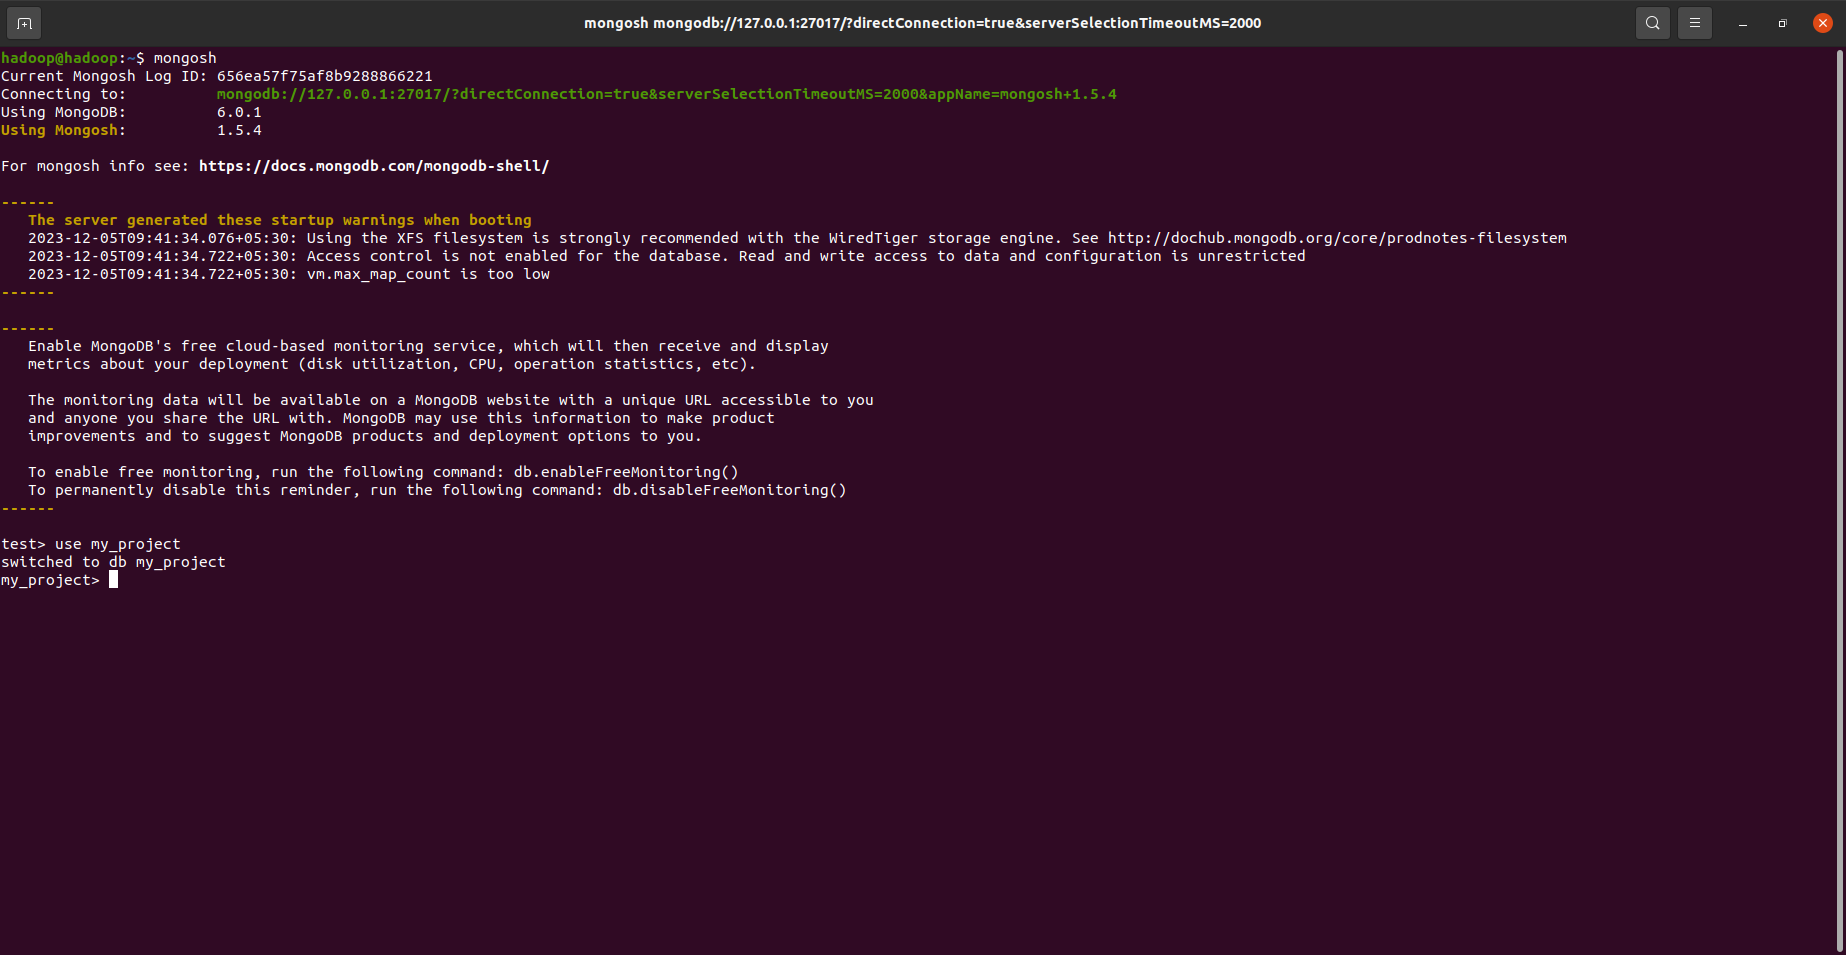 mongosh mongodb://127.0.0.1:27017/?directConnection=true&serverSelectionTimeoutMS=2000
hadoop@hadoop:~$ mongosh
Current Mongosh Log ID: 656ea57f75af8b9288866221
Connecting to:          mongodb://127.0.0.1:27017/?directConnection=true&serverSelectionTimeoutMS=2000&appName=mongosh+1.5.4
Using MongoDB:          6.0.1
Using Mongosh:          1.5.4
For mongosh info see: https://docs.mongodb.com/mongodb-shell/
------
The server generated these startup warnings when booting
2023-12-05T09:41:34.076+05:30: Using the XFS filesystem is strongly recommended with the WiredTiger storage engine. See http://dochub.mongodb.org/core/prodnotes-filesystem
2023-12-05T09:41:34.722+05:30: Access control is not enabled for the database. Read and write access to data and configuration is unrestricted
2023-12-05T09:41:34.722+05:30: vm.max_map_count is too low
------
------
Enable MongoDB's free cloud-based monitoring service, which will then receive and display
metrics about your deployment (disk utilization, CPU, operation statistics, etc).
The monitoring data will be available on a MongoDB website with a unique URL accessible to you
and anyone you share the URL with. MongoDB may use this information to make product
improvements and to suggest MongoDB products and deployment options to you.
To enable free monitoring, run the following command: db.enableFreeMonitoring()
To permanently disable this reminder, run the following command: db.disableFreeMonitoring()
------
test> use my_project
switched to db my_project
my_project>